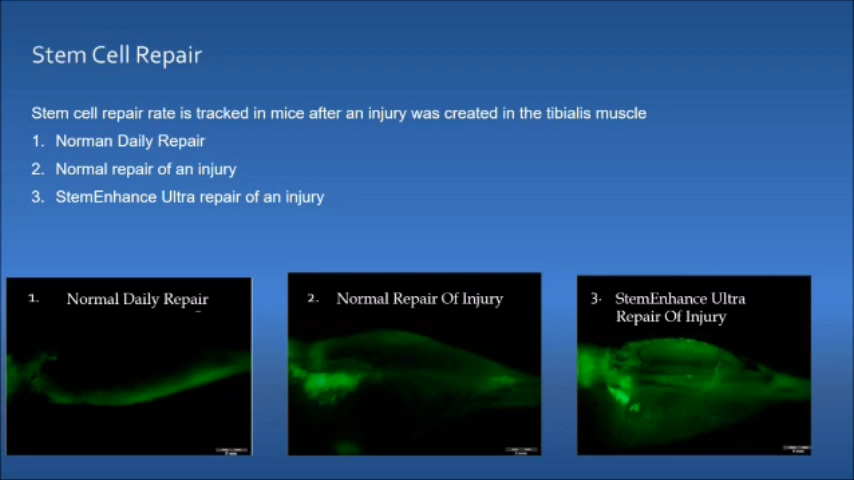 Stem Cell Repair
Stem cell repair rate is tracked in mice after an injury was created in the tibialis muscle
1. Norman Daily Repair
2. Normal repair of an injury
3. StemEnhance Ultra repair of an injury
1. Normal Daily Repair
2. Normal Repair Of Injury
3. StemEnhance Ultra
Repair Of Injury